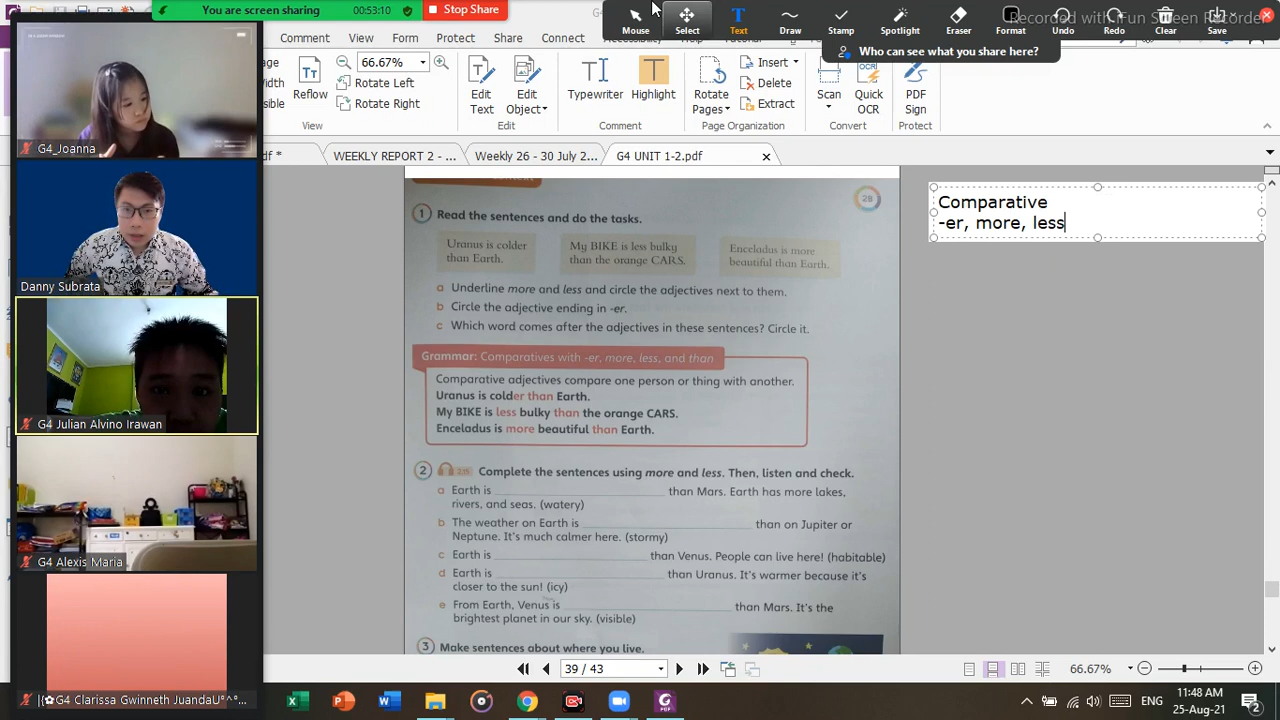 You are screen sharing
00:53:10
Stop Share
Mouse
Select
Text
Draw
Stamp
Spotlight
Eraser
Format
Undo
Redo
Clear
Save
Who can see what you share here?
Comment
View
Form
Protect
Share
66.67%
Rotate Left
Rotate Right
Reflow
View
Edit Text
Edit Object
Edit
Typewriter
Highlight
Comment
Rotate Pages
Insert
Delete
Extract
Page Organization
Scan
Quick OCR
Convert
PDF Sign
Protect
WEEKLY REPORT 2 - ...
Weekly 26 - 30 July 2...
G4 UNIT 1-2.pdf
G4_Joanna
Danny Subrata
G4 Julian Alvino Irawan
G4 Alexis Maria
28
1 Read the sentences and do the tasks.
Uranus is colder
than Earth.
My BIKE is less bulky
than the orange CARS.
Enceladus is more
beautiful than Earth.
a Underline more and less and circle the adjectives next to them.
b Circle the adjective ending in -er.
c Which word comes after the adjectives in these sentences? Circle it.
Grammar: Comparatives with -er, more, less, and than
Comparative adjectives compare one person or thing with another.
Uranus is colder than Earth.
My BIKE is less bulky than the orange CARS.
Enceladus is more beautiful than Earth.
2 Complete the sentences using more and less. Then, listen and check.
a Earth is ____ than Mars. Earth has more lakes,
rivers, and seas. (watery)
b The weather on Earth is ____ than on Jupiter or
Neptune. It's much calmer here. (stormy)
c Earth is ____ than Venus. People can live here! (habitable)
d Earth is ____ than Uranus. It's warmer because it's
closer to the sun! (icy)
e From Earth, Venus is ____ than Mars. It's the
brightest planet in our sky. (visible)
3 Make sentences about where you live.
Comparative
-er, more, less
39 / 43
66.67%
ENG
11:48 AM
25-Aug-21
2